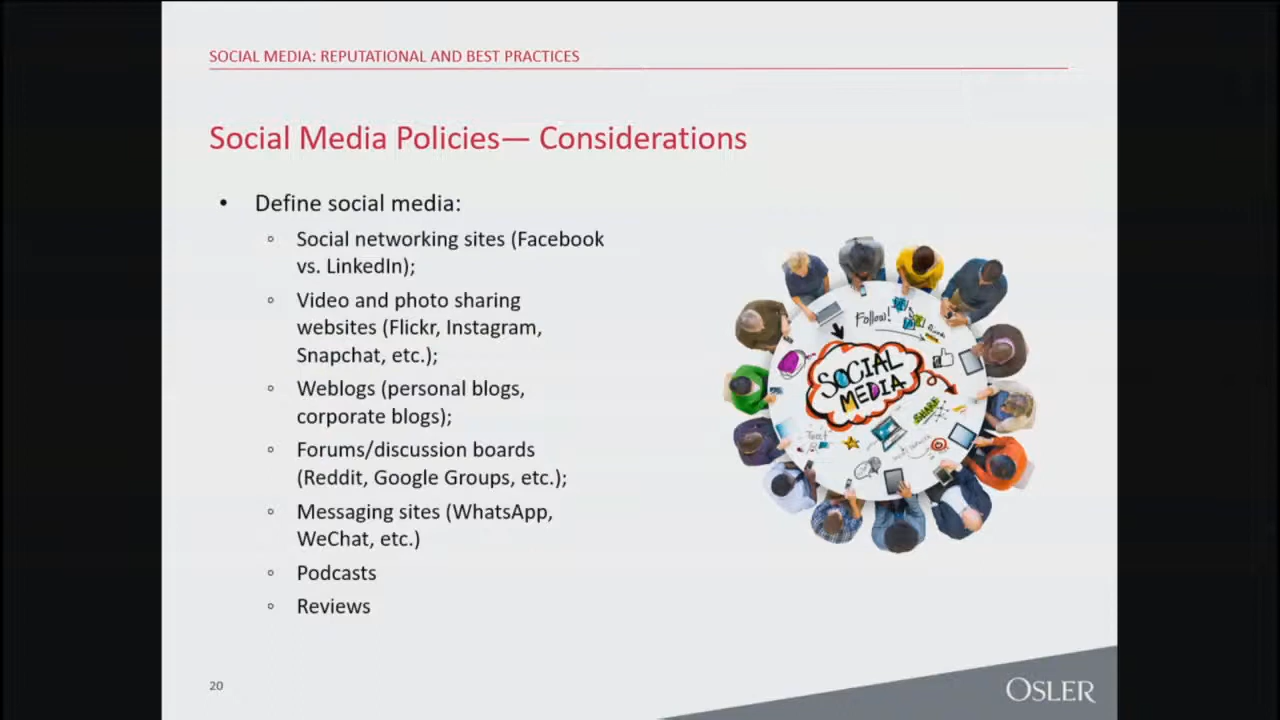 SOCIAL MEDIA: REPUTATIONAL AND BEST PRACTICES
Social Media Policies— Considerations
• Define social media:
◦ Social networking sites (Facebook
vs. LinkedIn);
◦ Video and photo sharing
websites (Flickr, Instagram,
Snapchat, etc.);
◦ Weblogs (personal blogs,
corporate blogs);
◦ Forums/discussion boards
(Reddit, Google Groups, etc.);
◦ Messaging sites (WhatsApp,
WeChat, etc.)
◦ Podcasts
◦ Reviews
Follow!
SOCIAL
MEDIA
SHARE
20
OSLER